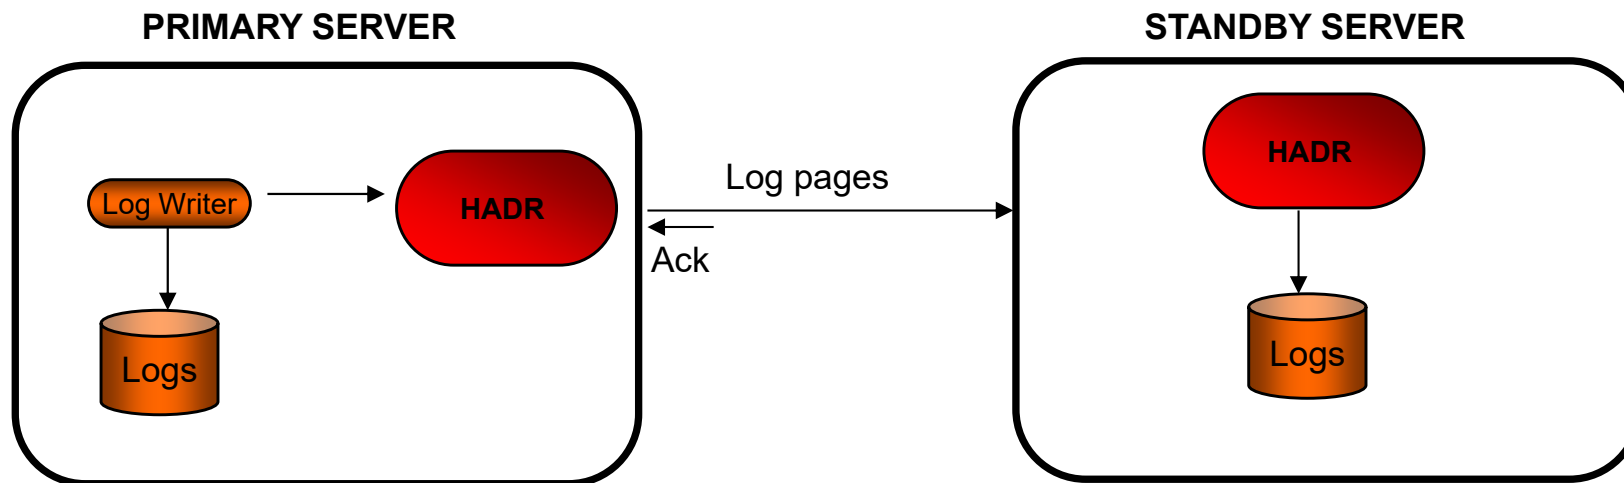 PRIMARY SERVER
STANDBY SERVER
Log Writer
HADR
Logs
Log pages
Ack
HADR
Logs